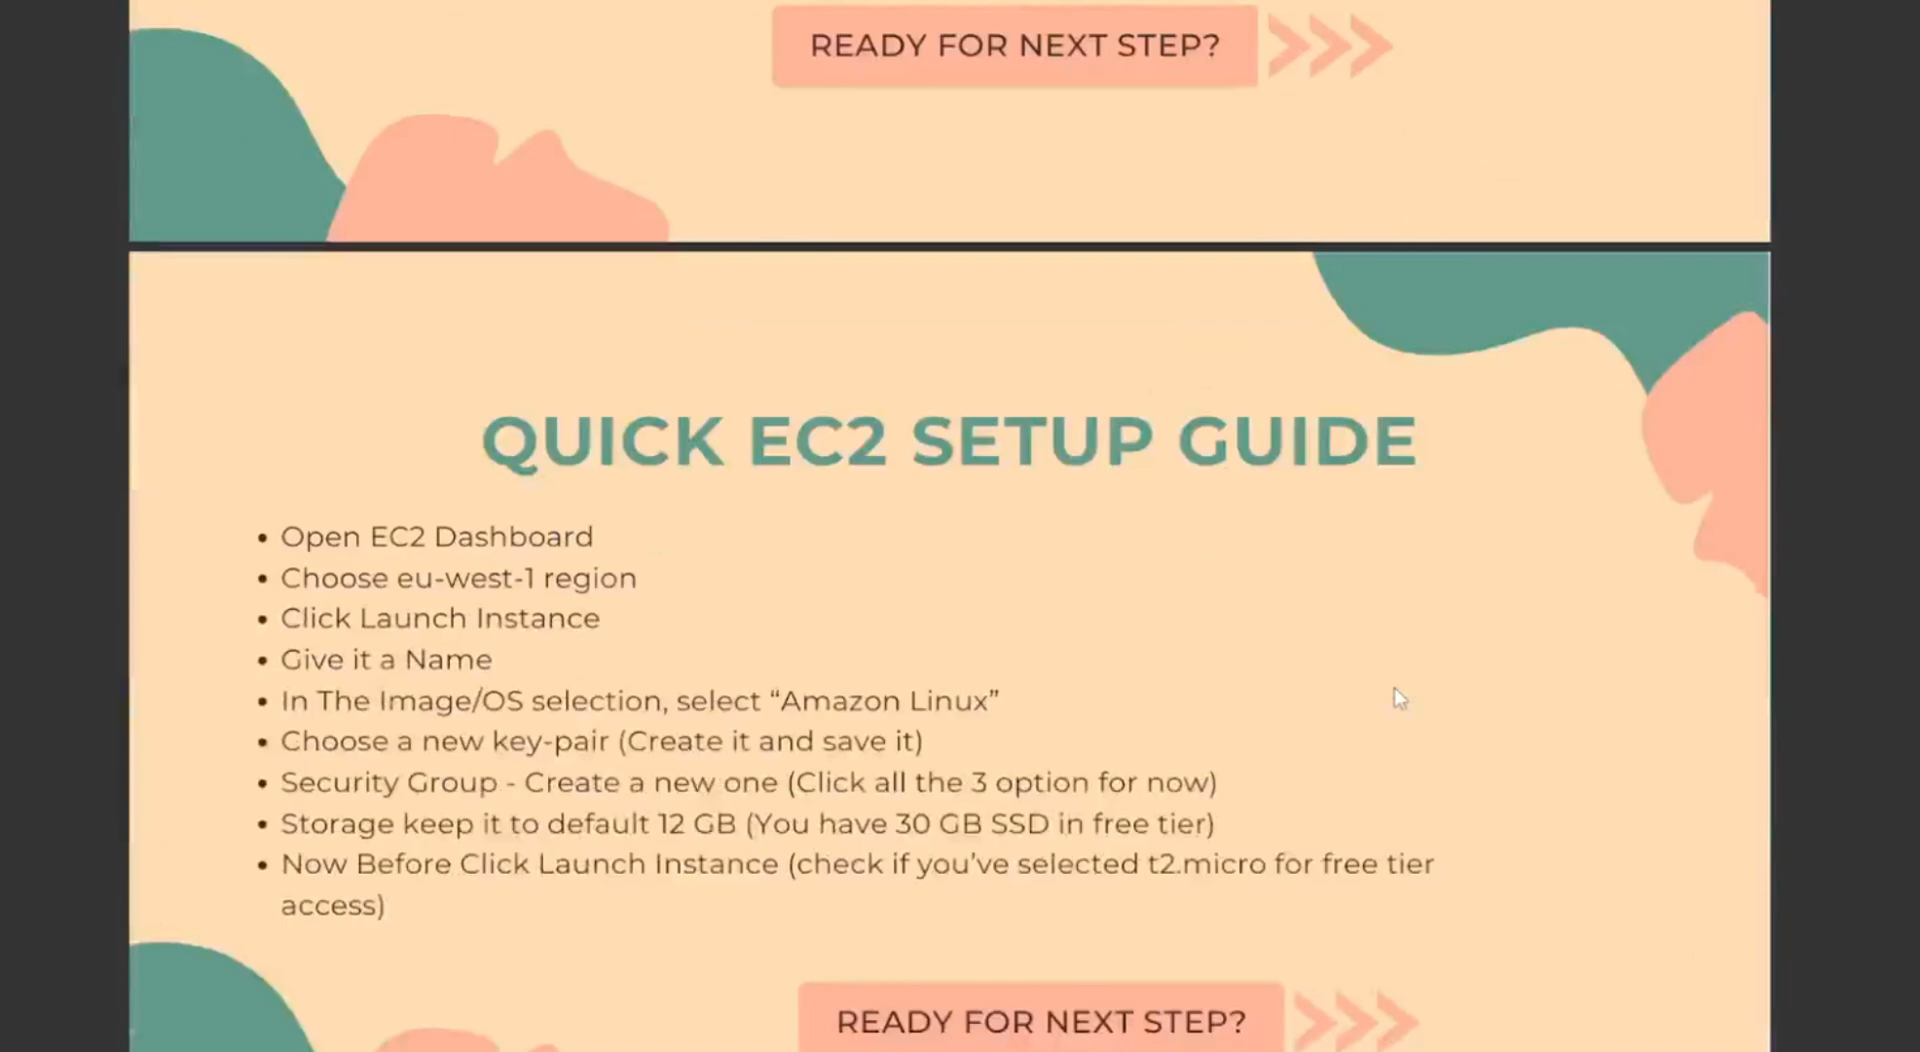 READY FOR NEXT STEP?
QUICK EC2 SETUP GUIDE
• Open EC2 Dashboard
• Choose eu-west-1 region
• Click Launch Instance
• Give it a Name
• In The Image/OS selection, select “Amazon Linux”
• Choose a new key-pair (Create it and save it)
• Security Group - Create a new one (Click all the 3 option for now)
• Storage keep it to default 12 GB (You have 30 GB SSD in free tier)
• Now Before Click Launch Instance (check if you’ve selected t2.micro for free tier
access)
READY FOR NEXT STEP?